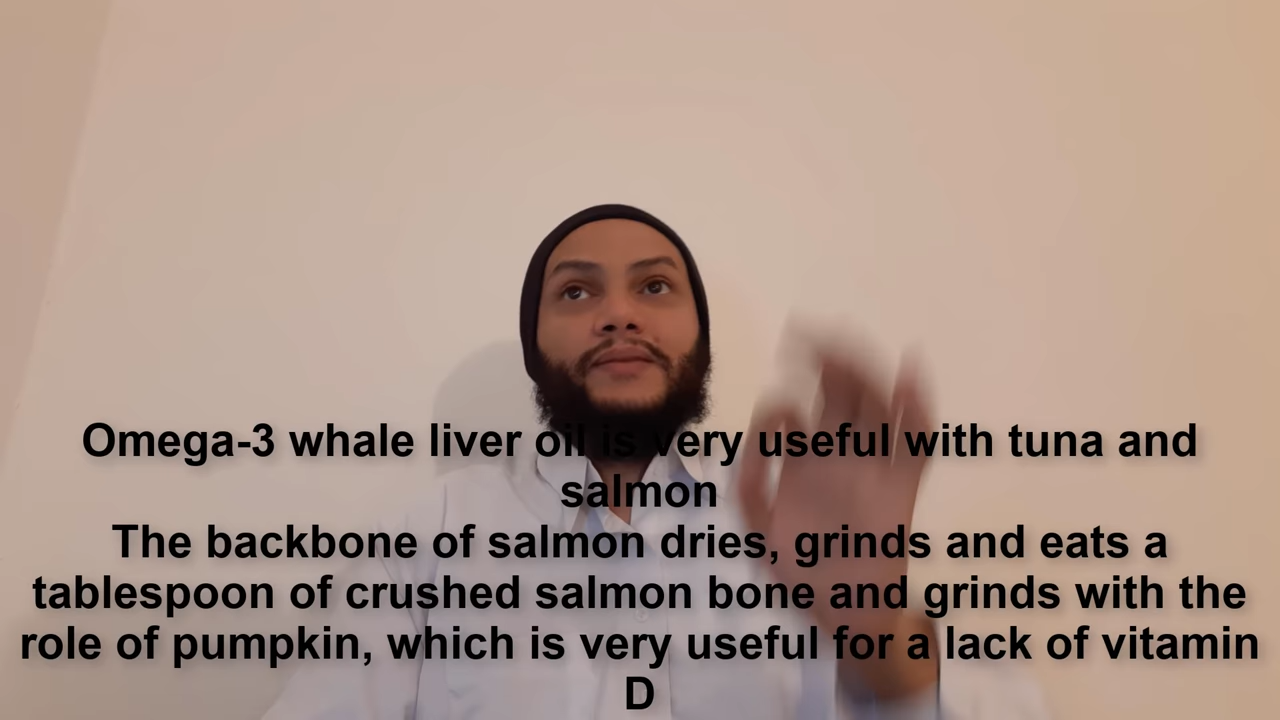 Omega-3 whale liver oil is very useful with tuna and
salmon
The backbone of salmon dries, grinds and eats a
tablespoon of crushed salmon bone and grinds with the
role of pumpkin, which is very useful for a lack of vitamin
D